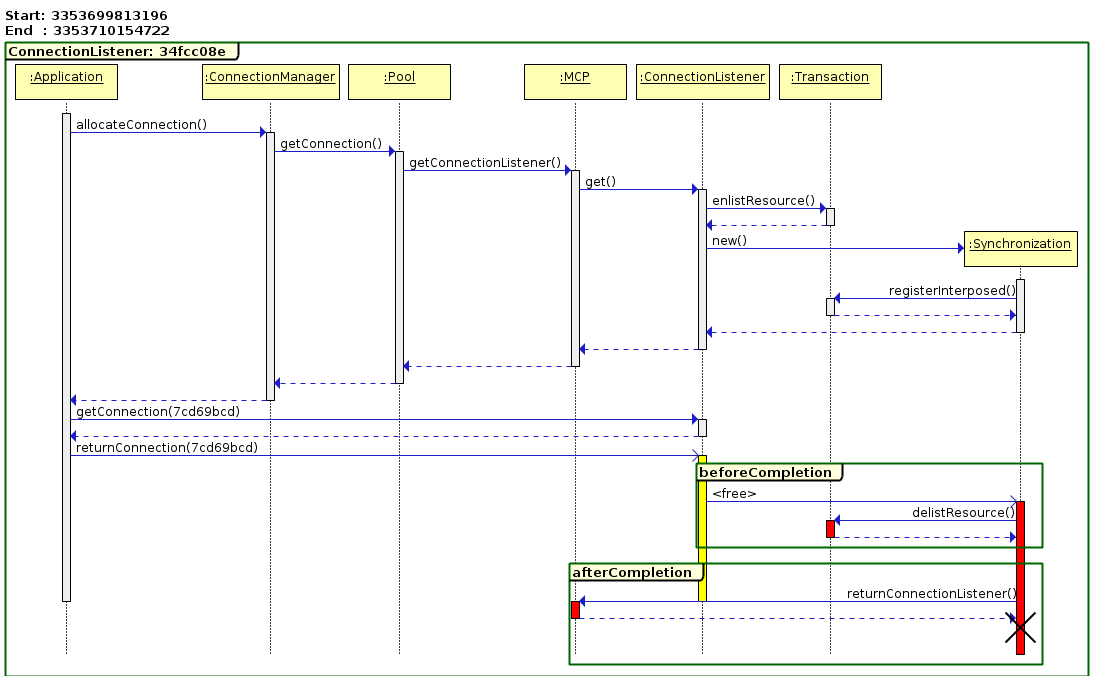 Start: 3353699813196
End  : 3353710154722
ConnectionListener: 34fcc08e
:Application
:ConnectionManager
:Pool
:MCP
:ConnectionListener
:Transaction
allocateConnection()
getConnection()
getConnectionListener()
get()
enlistResource()
new()
:Synchronization
registerInterposed()
getConnection(7cd69bcd)
returnConnection(7cd69bcd)
beforeCompletion
<free>
delistResource()
afterCompletion
returnConnectionListener()